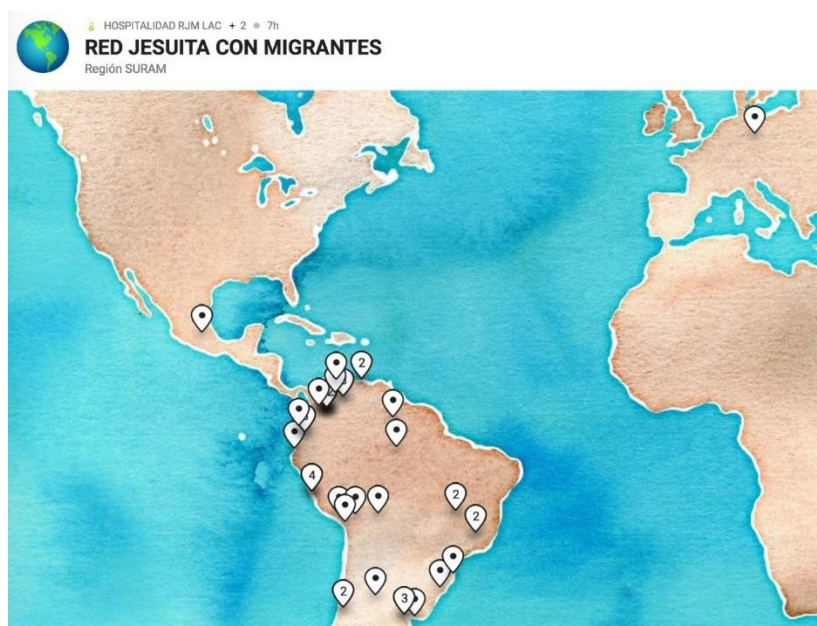 HOSPITALIDAD RJM LAC + 2 • 7h
RED JESUITA CON MIGRANTES
Región SURAM
2
4
2
2
2
3